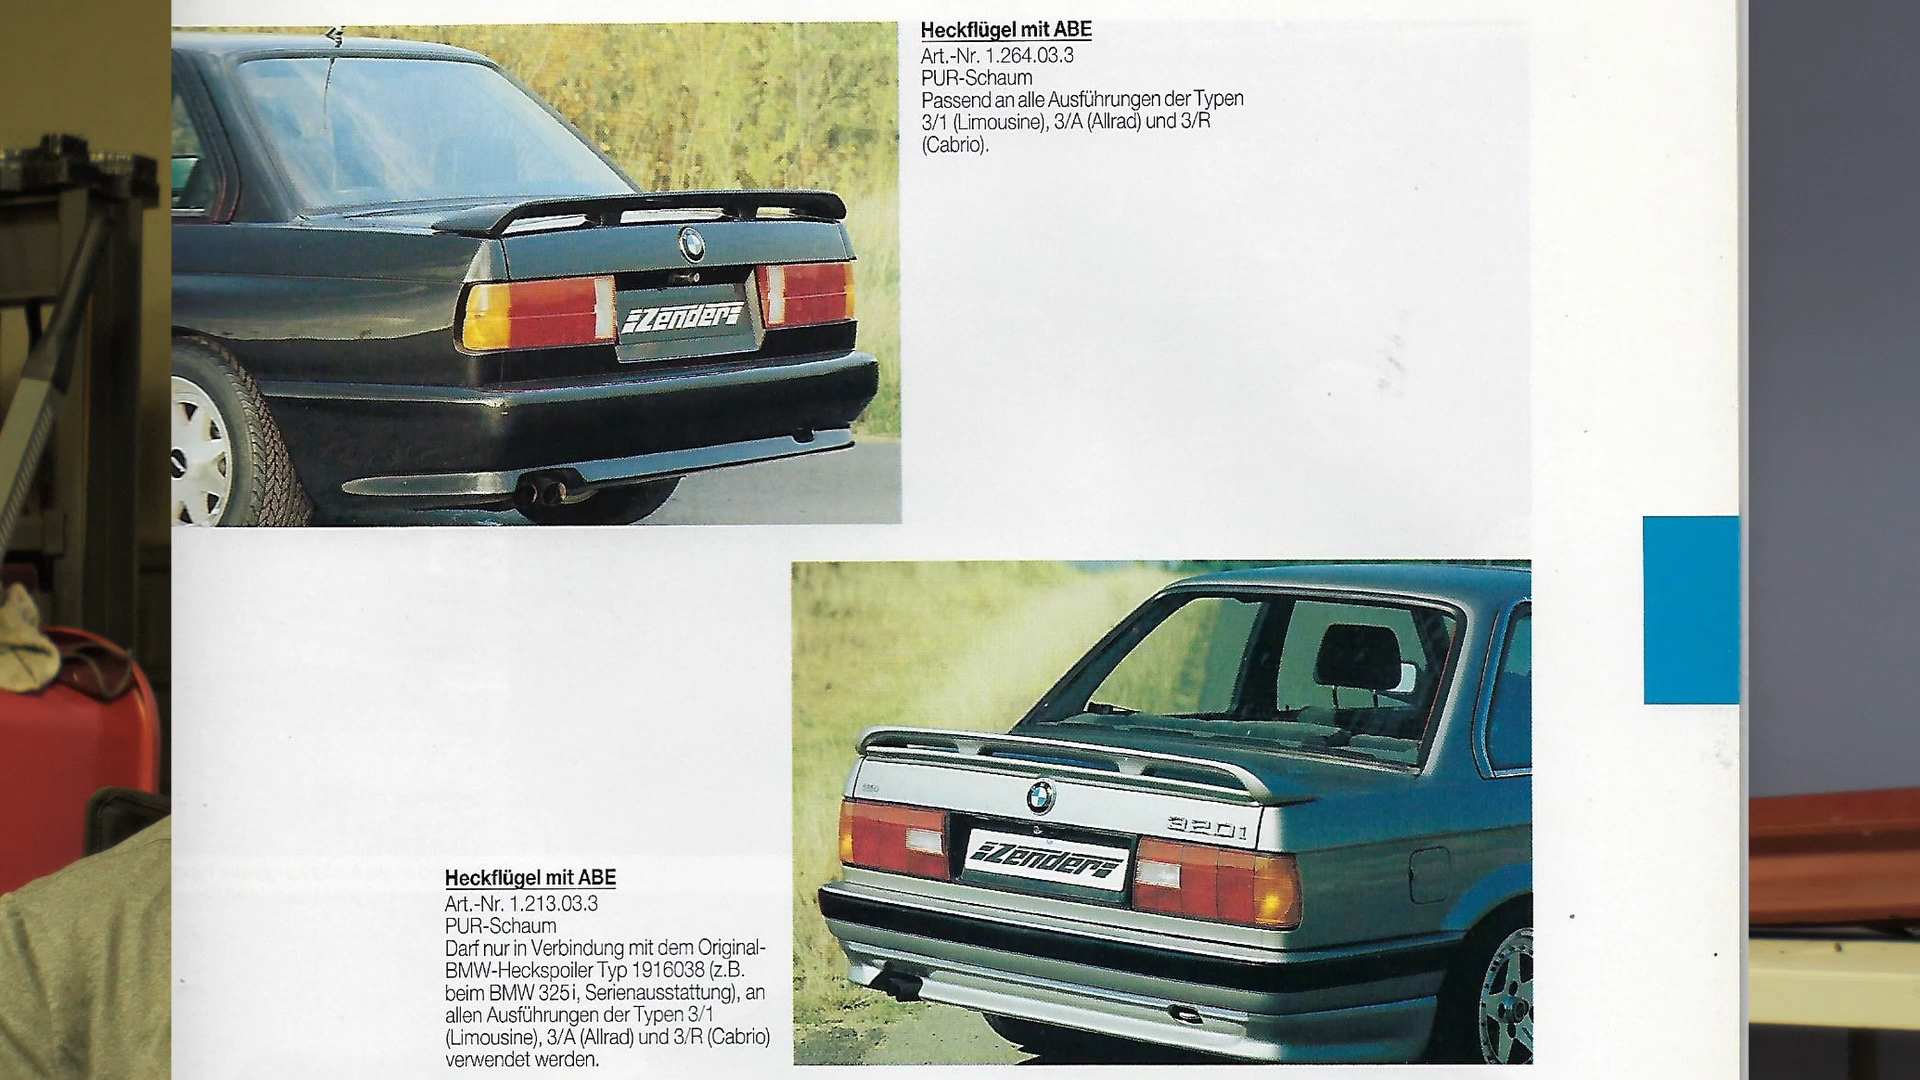 Heckflügel mit ABE
Art.-Nr. 1.264.03.3
PUR-Schaum
Passend an alle Ausführungen der Typen
3/1 (Limousine), 3/A (Allrad) und 3/R
(Cabrio).
Zender
Zender
320i
Heckflügel mit ABE
Art.-Nr. 1.213.03.3
PUR-Schaum
Darf nur in Verbindung mit dem Original-
BMW-Heckspoiler Typ 1916038 (z.B.
beim BMW 325i, Serienausstattung), an
allen Ausführungen der Typen 3/1
(Limousine), 3/A (Allrad) und 3/R (Cabrio)
verwendet werden.